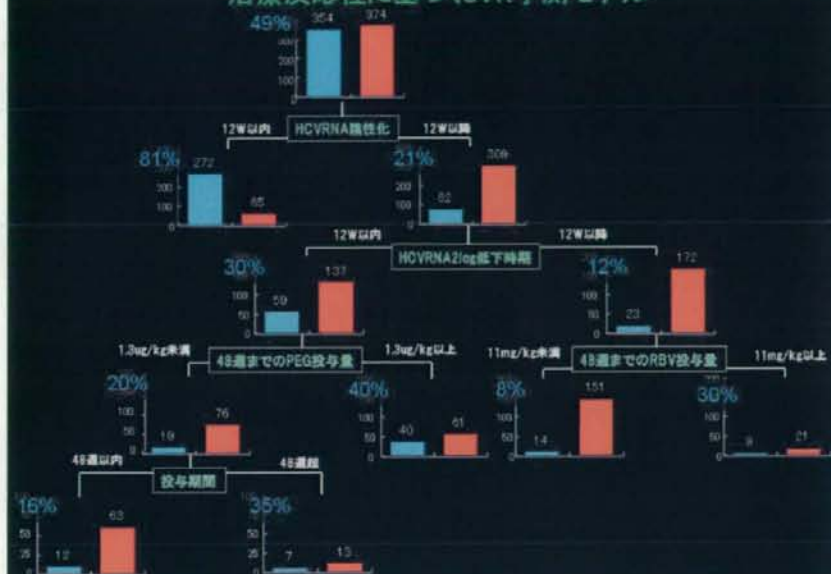 49% 354 374
12W以内 HCVRNA陰性化 12W以降
81% 272 65
21% 82 309
12W以内 HCVRNA2log低下時期 12W以降
30% 59 137
12% 23 172
1.3ug/kg未満 48週までのPEG投与量 1.3ug/kg以上
11mg/kg未満 48週までのRBV投与量 11mg/kg以上
20% 19 76
40% 40 61
8% 14 151
30% 9 21
48週以内 投与期間 48週超
16% 12 63
35% 7 13